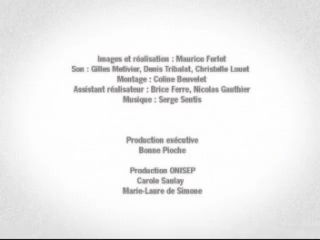 Images et réalisation : Maurice Ferlot
Son : Gilles Metivier, Denis Tribalat, Christelle Louet
Montage : Coline Beuvelet
Assistant réalisateur : Brice Ferre, Nicolas Gauthier
Musique : Serge Sentis
Production exécutive
Bonne Pioche
Production ONISEP
Carole Saulay
Marie-Laure de Simone